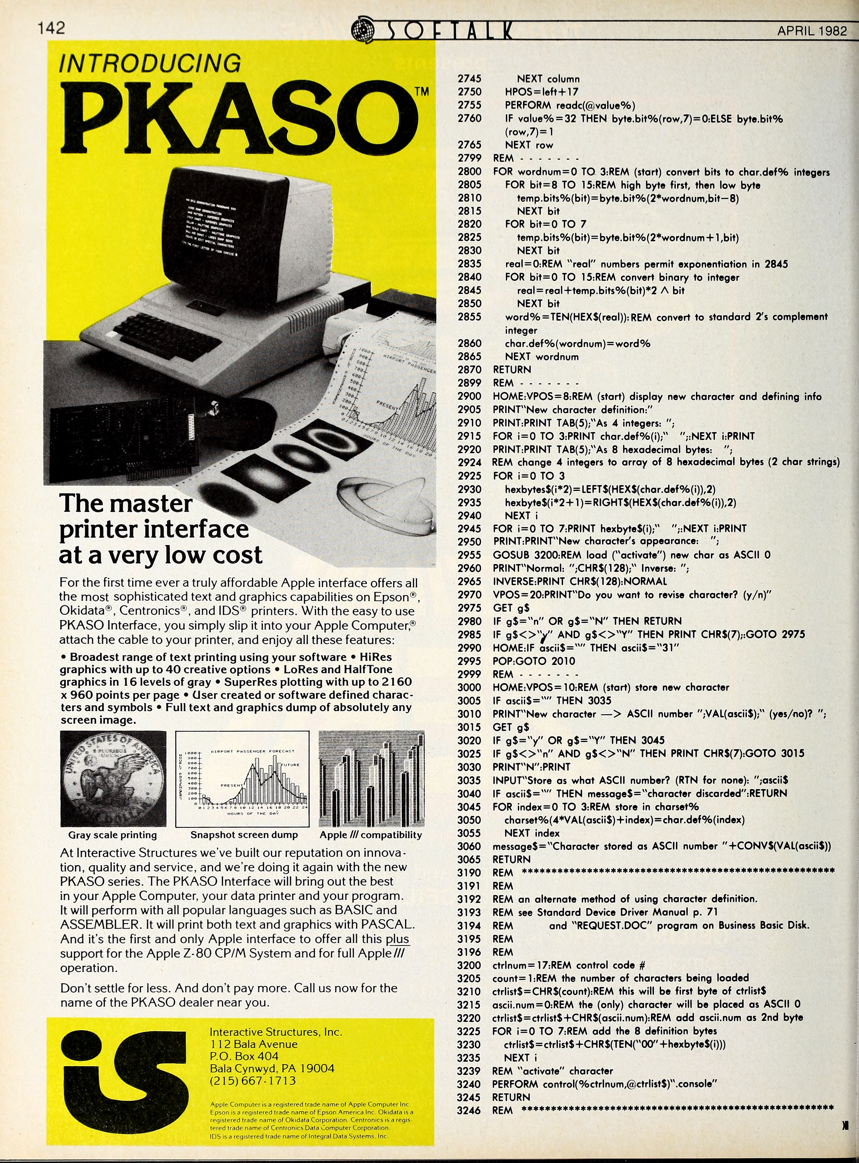 142
SOFTALK
APRIL 1982
INTRODUCING
PKASO™
The master
printer interface
at a very low cost
For the first time ever a truly affordable Apple interface offers all
the most sophisticated text and graphics capabilities on Epson®,
Okidata®, Centronics®, and IDS® printers. With the easy to use
PKASO Interface, you simply slip it into your Apple Computer,®
attach the cable to your printer, and enjoy all these features:
• Broadest range of text printing using your software • HiRes
graphics with up to 40 creative options • LoRes and HalfTone
graphics in 16 levels of gray • SuperRes plotting with up to 2160
x 960 points per page • User created or software defined charac-
ters and symbols • Full text and graphics dump of absolutely any
screen image.
UNITED STATES OF AMERICA
AIRPORT PASSENGER FORECAST
FUTURE
PRESENT
HOURS OF THE DAY
Gray scale printing
Snapshot screen dump
Apple /// compatibility
At Interactive Structures we've built our reputation on innova-
tion, quality and service, and we're doing it again with the new
PKASO series. The PKASO Interface will bring out the best
in your Apple Computer, your data printer and your program.
It will perform with all popular languages such as BASIC and
ASSEMBLER. It will print both text and graphics with PASCAL.
And it's the first and only Apple interface to offer all this plus
support for the Apple Z-80 CP/M System and for full Apple ///
operation.
Don't settle for less. And don't pay more. Call us now for the
name of the PKASO dealer near you.
is
Interactive Structures, Inc.
112 Bala Avenue
P.O. Box 404
Bala Cynwyd, PA 19004
(215) 667-1713
Apple Computer is a registered trade name of Apple Computer Inc.
Epson is a registered trade name of Epson America Inc. Okidata is a
registered trade name of Okidata Corporation. Centronics is a regis-
tered trade name of Centronics Data Computer Corporation.
IDS is a registered trade name of Integral Data Systems, Inc.
2745 NEXT column
2750 HPOS=left+17
2755 PERFORM readc(@value%)
2760 IF value%=32 THEN byte.bit%(row,7)=0:ELSE byte.bit%
(row,7)=1
2765 NEXT row
2799 REM - - - - - - -
2800 FOR wordnum=0 TO 3:REM (start) convert bits to char.def% integers
2805 FOR bit=8 TO 15:REM high byte first, then low byte
2810 temp.bits%(bit)=byte.bit%(2*wordnum,bit-8)
2815 NEXT bit
2820 FOR bit=0 TO 7
2825 temp.bits%(bit)=byte.bit%(2*wordnum+1,bit)
2830 NEXT bit
2835 real=0:REM "real" numbers permit exponentiation in 2845
2840 FOR bit=0 TO 15:REM convert binary to integer
2845 real=real+temp.bits%(bit)*2 ∧ bit
2850 NEXT bit
2855 word%=TEN(HEX$(real)):REM convert to standard 2's complement
integer
2860 char.def%(wordnum)=word%
2865 NEXT wordnum
2870 RETURN
2899 REM - - - - - - -
2900 HOME:VPOS=8:REM (start) display new character and defining info
2905 PRINT"New character definition:"
2910 PRINT:PRINT TAB(5);"As 4 integers: ";
2915 FOR i=0 TO 3:PRINT char.def%(i);" ";:NEXT i:PRINT
2920 PRINT:PRINT TAB(5);"As 8 hexadecimal bytes: ";
2924 REM change 4 integers to array of 8 hexadecimal bytes (2 char strings)
2925 FOR i=0 TO 3
2930 hexbytes$(i*2)=LEFT$(HEX$(char.def%(i)),2)
2935 hexbyte$(i*2+1)=RIGHT$(HEX$(char.def%(i)),2)
2940 NEXT i
2945 FOR i=0 TO 7:PRINT hexbyte$(i);" ";:NEXT i:PRINT
2950 PRINT:PRINT"New character's appearance: ";
2955 GOSUB 3200:REM load ("activate") new char as ASCII 0
2960 PRINT"Normal: ";CHR$(128);" Inverse: ";
2965 INVERSE:PRINT CHR$(128):NORMAL
2970 VPOS=20:PRINT"Do you want to revise character? (y/n)"
2975 GET g$
2980 IF g$="n" OR g$="N" THEN RETURN
2985 IF g$<>"y" AND g$<>"Y" THEN PRINT CHR$(7);:GOTO 2975
2990 HOME:IF ascii$="" THEN ascii$="31"
2995 POP:GOTO 2010
2999 REM - - - - - - -
3000 HOME:VPOS=10:REM (start) store new character
3005 IF ascii$="" THEN 3035
3010 PRINT"New character —> ASCII number ";VAL(ascii$);" (yes/no)? ";
3015 GET g$
3020 IF g$="y" OR g$="Y" THEN 3045
3025 IF g$<>"n" AND g$<>"N" THEN PRINT CHR$(7):GOTO 3015
3030 PRINT"N":PRINT
3035 INPUT"Store as what ASCII number? (RTN for none): ";ascii$
3040 IF ascii$="" THEN message$="character discarded":RETURN
3045 FOR index=0 TO 3:REM store in charset%
3050 charset%(4*VAL(ascii$)+index)=char.def%(index)
3055 NEXT index
3060 message$="Character stored as ASCII number "+CONV$(VAL(ascii$))
3065 RETURN
3190 REM **************************************************
3191 REM
3192 REM an alternate method of using character definition.
3193 REM see Standard Device Driver Manual p. 71
3194 REM and "REQUEST.DOC" program on Business Basic Disk.
3195 REM
3196 REM
3200 ctrlnum=17:REM control code #
3205 count=1:REM the number of characters being loaded
3210 ctrlist$=CHR$(count):REM this will be first byte of ctrlist$
3215 ascii.num=0:REM the (only) character will be placed as ASCII 0
3220 ctrlist$=ctrlist$+CHR$(ascii.num):REM add ascii.num as 2nd byte
3225 FOR i=0 TO 7:REM add the 8 definition bytes
3230 ctrlist$=ctrlist$+CHR$(TEN("00"+hexbyte$(i)))
3235 NEXT i
3239 REM "activate" character
3240 PERFORM control(%ctrlnum,@ctrlist$)".console"
3245 RETURN
3246 REM **************************************************